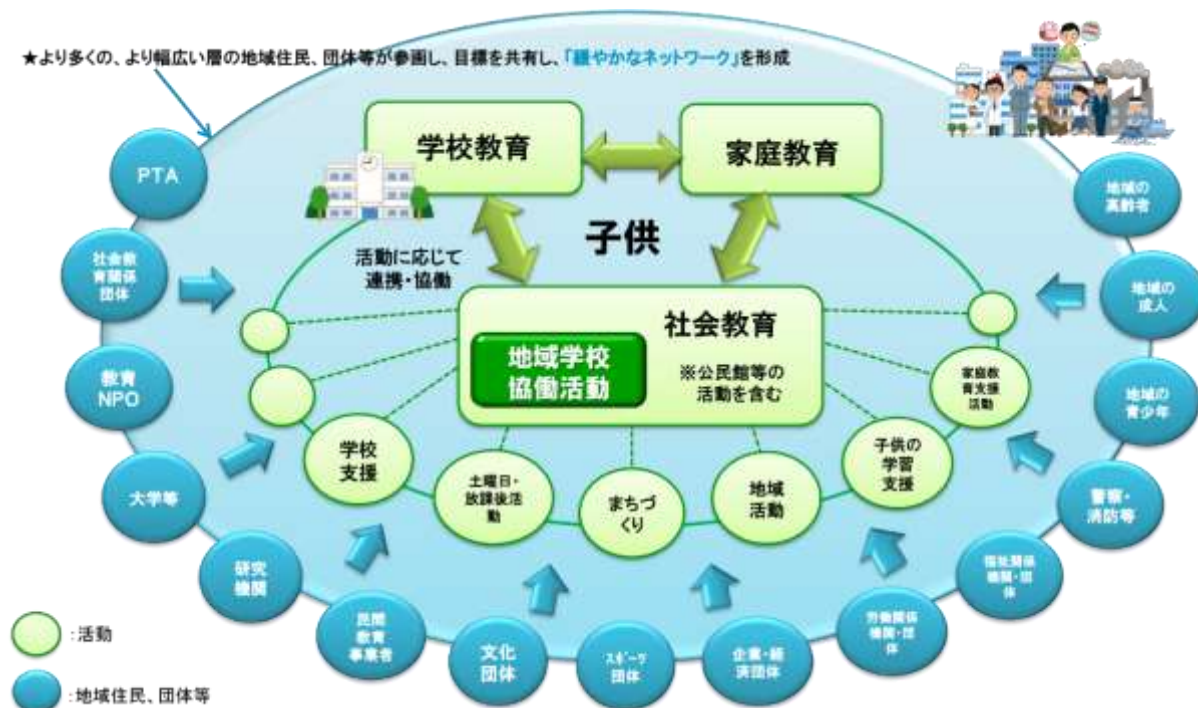 ★より多くの、より幅広い層の地域住民、団体等が参画し、目標を共有し、「緩やかなネットワーク」を形成
学校教育
家庭教育
PTA
地域の
高齢者
子供
社会教
育関係
団体
活動に応じて
連携・協働
地域の
成人
社会教育
地域学校
協働活動
※公民館等の
活動を含む
教育
NPO
家庭教
育支援
活動
地域の
青少年
学校
支援
子供の
学習
支援
大学等
土曜日・
放課後活
動
まちづ
くり
地域
活動
警察・
消防等
研究
機関
福祉関係
機関・団
体
民間
教育
事業者
労働関係
機関・団
体
文化
団体
スポーツ
団体
企業・経
済団体
:活動
:地域住民、団体等